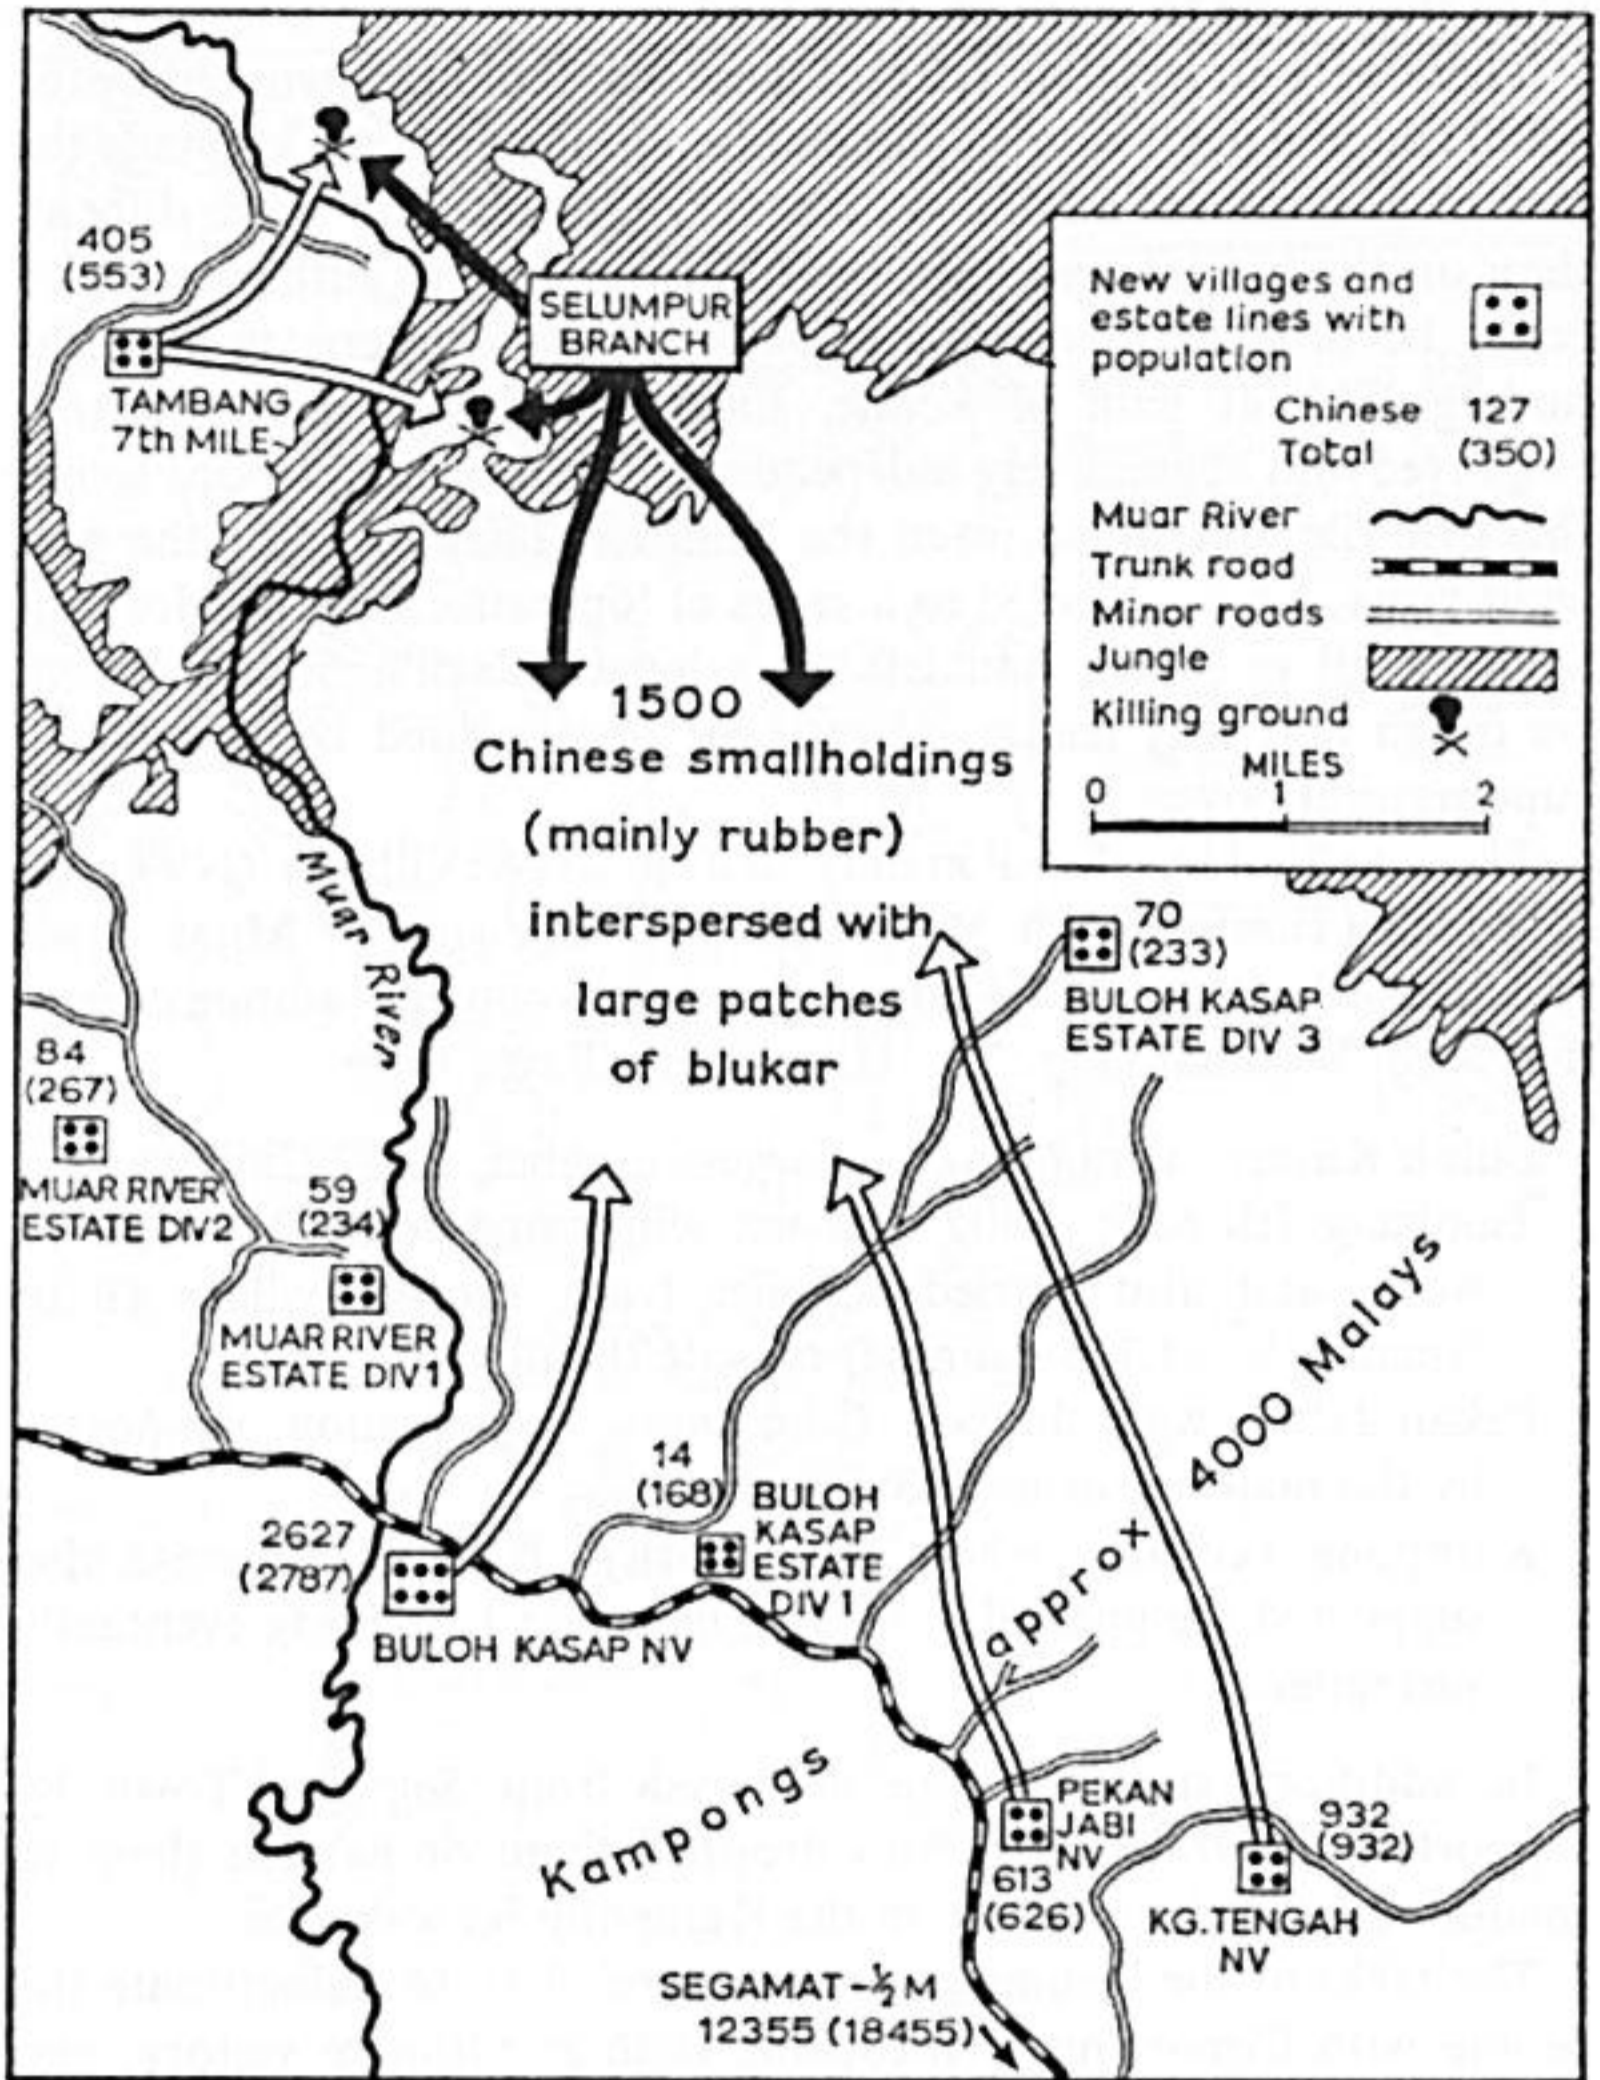 405
(553)
TAMBANG
7th MILE
SELUMPUR
BRANCH
New villages and
estate lines with
population
Chinese 127
Total (350)
Muar River
Trunk road
Minor roads
Jungle
Killing ground
MILES
0 1 2
1500
Chinese smallholdings
(mainly rubber)
interspersed with
large patches
of blukar
Muar River
70
(233)
BULOH KASAP
ESTATE DIV 3
84
(267)
MUAR RIVER
ESTATE DIV2
59
(234)
MUAR RIVER
ESTATE DIV1
14
(168)
BULOH
KASAP
ESTATE
DIV 1
2627
(2787)
BULOH KASAP NV
approx 4000 Malays
Kampongs
PEKAN
JABI
NV
613
(626)
932
(932)
KG.TENGAH
NV
SEGAMAT-½M
12355 (18455)